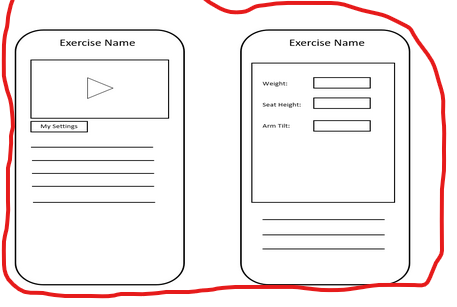 Exercise Name
My Settings
Exercise Name
Weight:
Seat Height:
Arm Tilt: